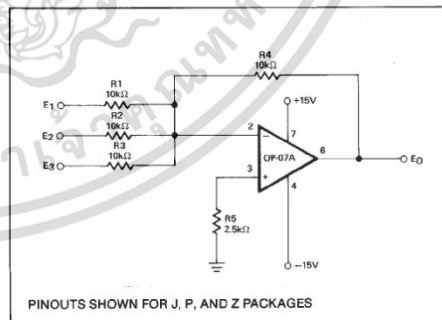 R4
10kΩ
R1
10kΩ
E1
+15V
R2
10kΩ
E2
2
7
R3
10kΩ
OP-07A
6
EO
E3
3
4
R5
2.5kΩ
-15V
PINOUTS SHOWN FOR J, P, AND Z PACKAGES